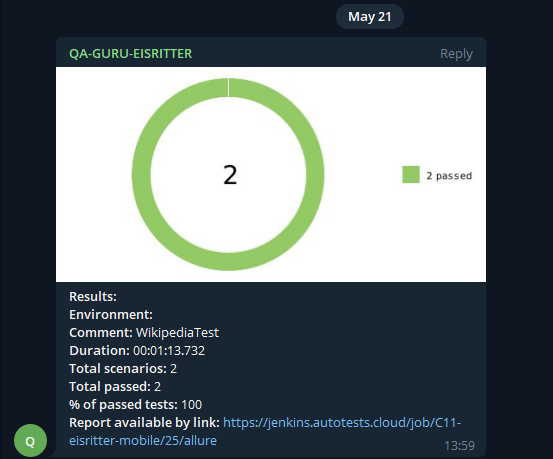 May 21
QA-GURU-EISRITTER Reply
2
2 passed
Results:
Environment:
Comment: WikipediaTest
Duration: 00:01:13.732
Total scenarios: 2
Total passed: 2
% of passed tests: 100
Report available by link: https://jenkins.autotests.cloud/job/C11-
eisritter-mobile/25/allure
Q
13:59